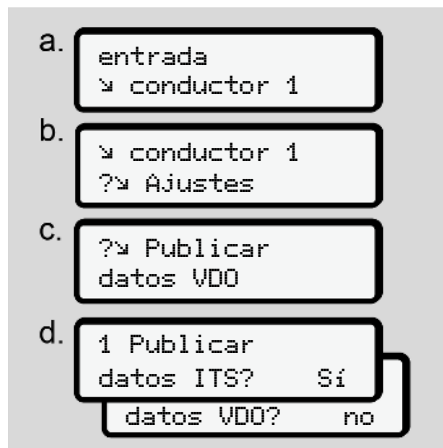 a.
entrada
↘ conductor 1
b.
↘ conductor 1
?↘ Ajustes
c.
?↘ Publicar
datos VDO
d.
1 Publicar
datos ITS? Sí
datos VDO? no